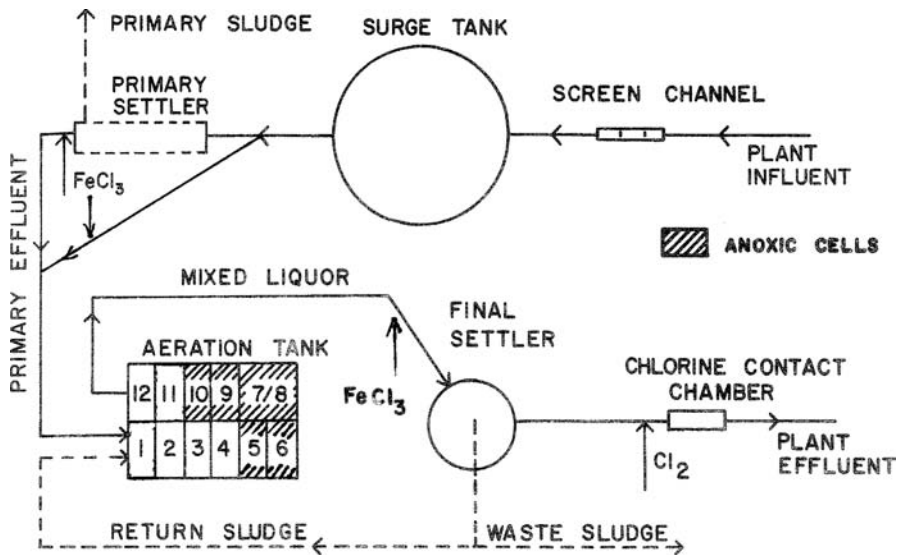 PRIMARY SLUDGE
SURGE TANK
PRIMARY
SETTLER
SCREEN CHANNEL
PLANT
INFLUENT
FeCl3
PRIMARY EFFLUENT
ANOXIC CELLS
MIXED LIQUOR
FINAL
SETTLER
AERATION TANK
CHLORINE CONTACT
CHAMBER
12 11 10 9 7/8
1 2 3 4 5 6
FeCl3
Cl2
PLANT
EFFLUENT
RETURN SLUDGE
WASTE SLUDGE